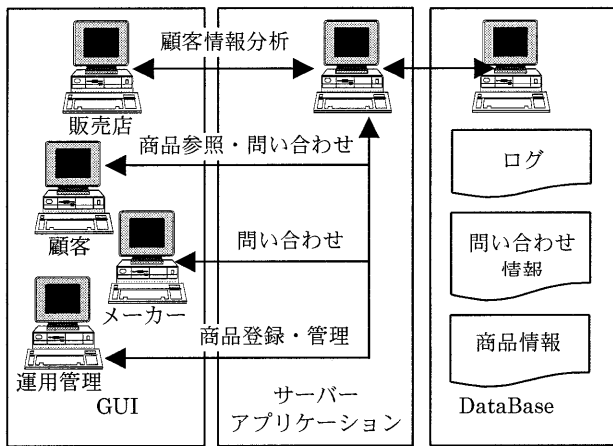 顧客情報分析
販売店
商品参照・問い合わせ
顧客
問い合わせ
メーカー
商品登録・管理
運用管理
GUI
サーバー
アプリケーション
ログ
問い合わせ
情報
商品情報
DataBase